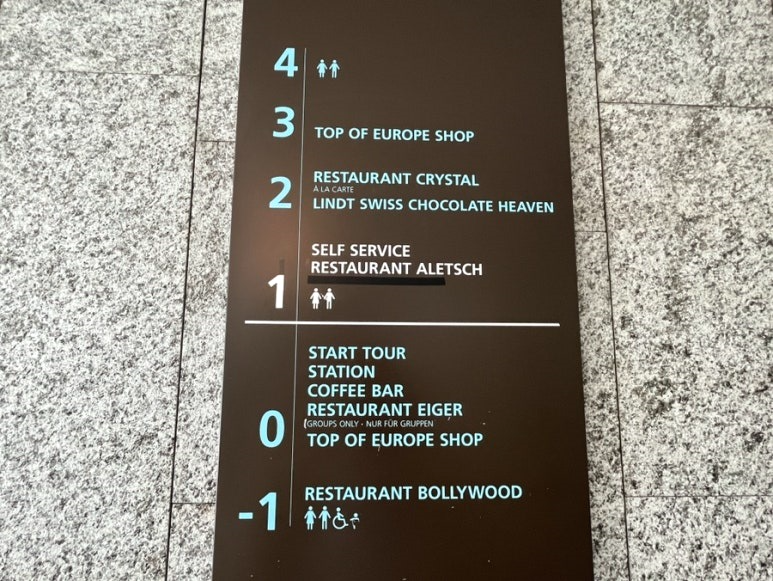 4
3
TOP OF EUROPE SHOP
2
RESTAURANT CRYSTAL
À LA CARTE
LINDT SWISS CHOCOLATE HEAVEN
1
SELF SERVICE
RESTAURANT ALETSCH
0
START TOUR
STATION
COFFEE BAR
RESTAURANT EIGER
GROUPS ONLY - NUR FÜR GRUPPEN
TOP OF EUROPE SHOP
-1
RESTAURANT BOLLYWOOD